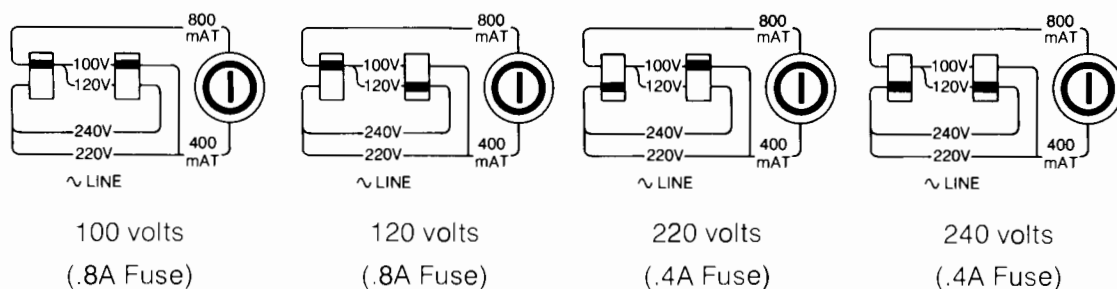 800
mAT
100V
120V
240V
220V
400
mAT
∿ LINE
100 volts
(.8A Fuse)
800
mAT
100V
120V
240V
220V
400
mAT
∿ LINE
120 volts
(.8A Fuse)
800
mAT
100V
120V
240V
220V
400
mAT
∿ LINE
220 volts
(.4A Fuse)
800
mAT
100V
120V
240V
220V
400
mAT
∿ LINE
240 volts
(.4A Fuse)